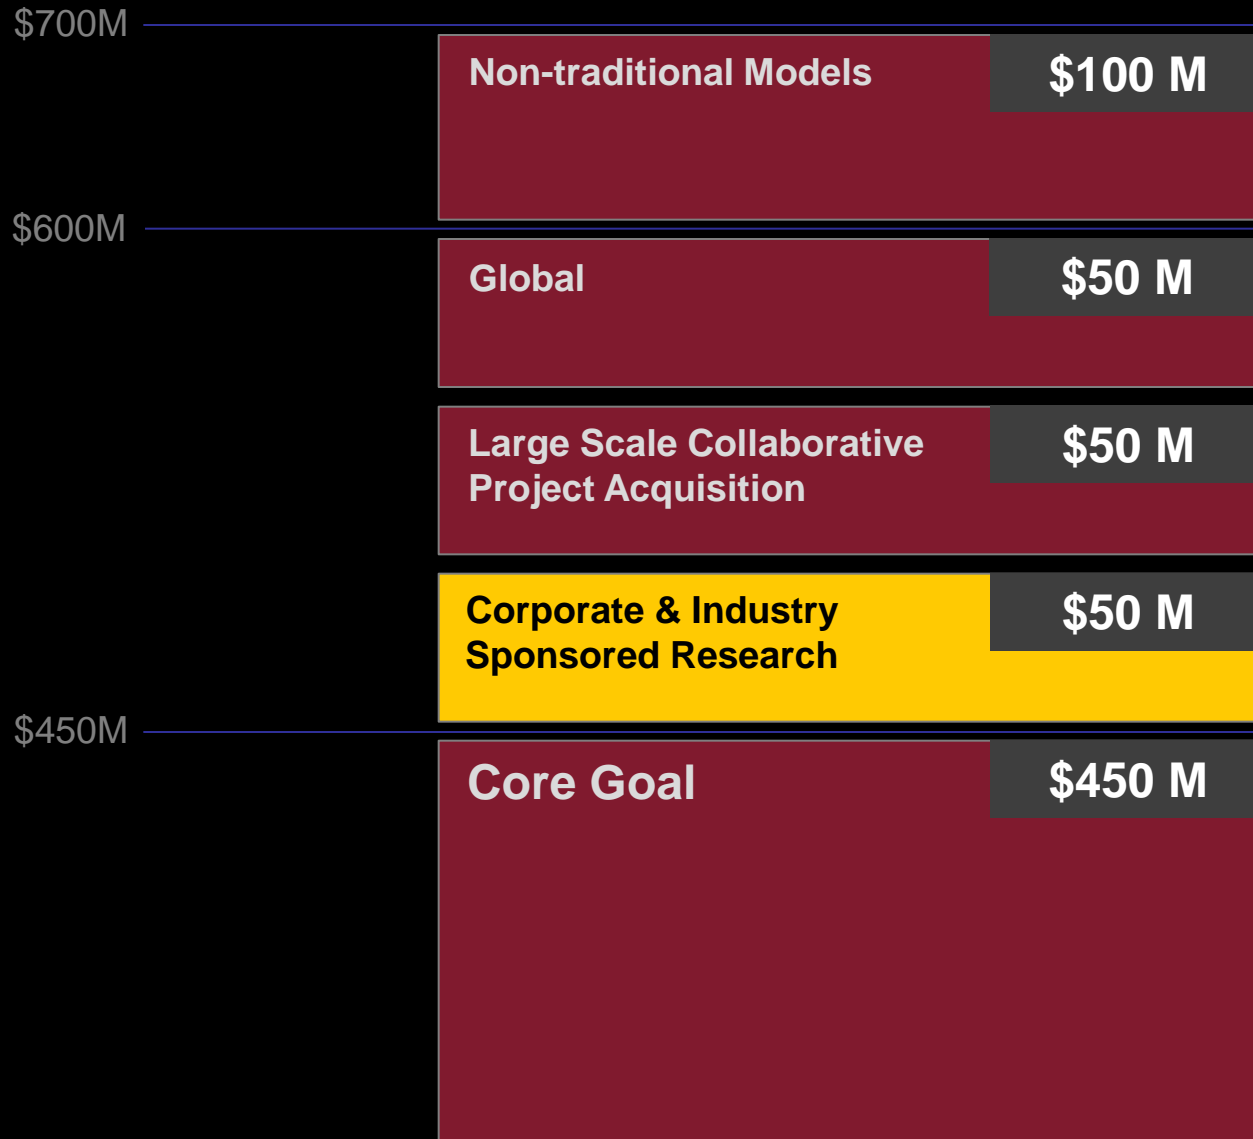 $700M
Non-traditional Models
$100 M
$600M
Global
$50 M
Large Scale Collaborative
Project Acquisition
$50 M
Corporate & Industry
Sponsored Research
$50 M
$450M
Core Goal
$450 M